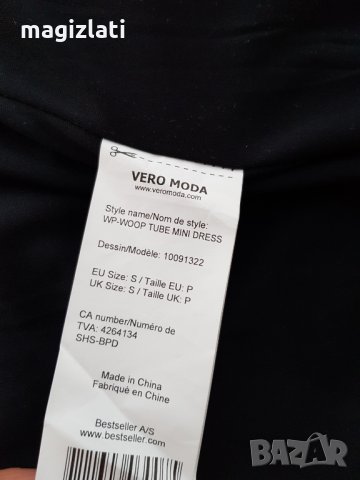 magizlati
VERO MODA
www.veromoda.com
Style name/Nom de style:
WP-WOOP TUBE MINI DRESS
Dessin/Modèle: 10091322
EU Size: S / Taille EU: P
UK Size: S / Taille UK: P
CA number/Numéro de
TVA: 4264134
SHS-BPD
Made in China
Fabriqué en Chine
Bestseller A/S
www.bestseller.com
BAZAR